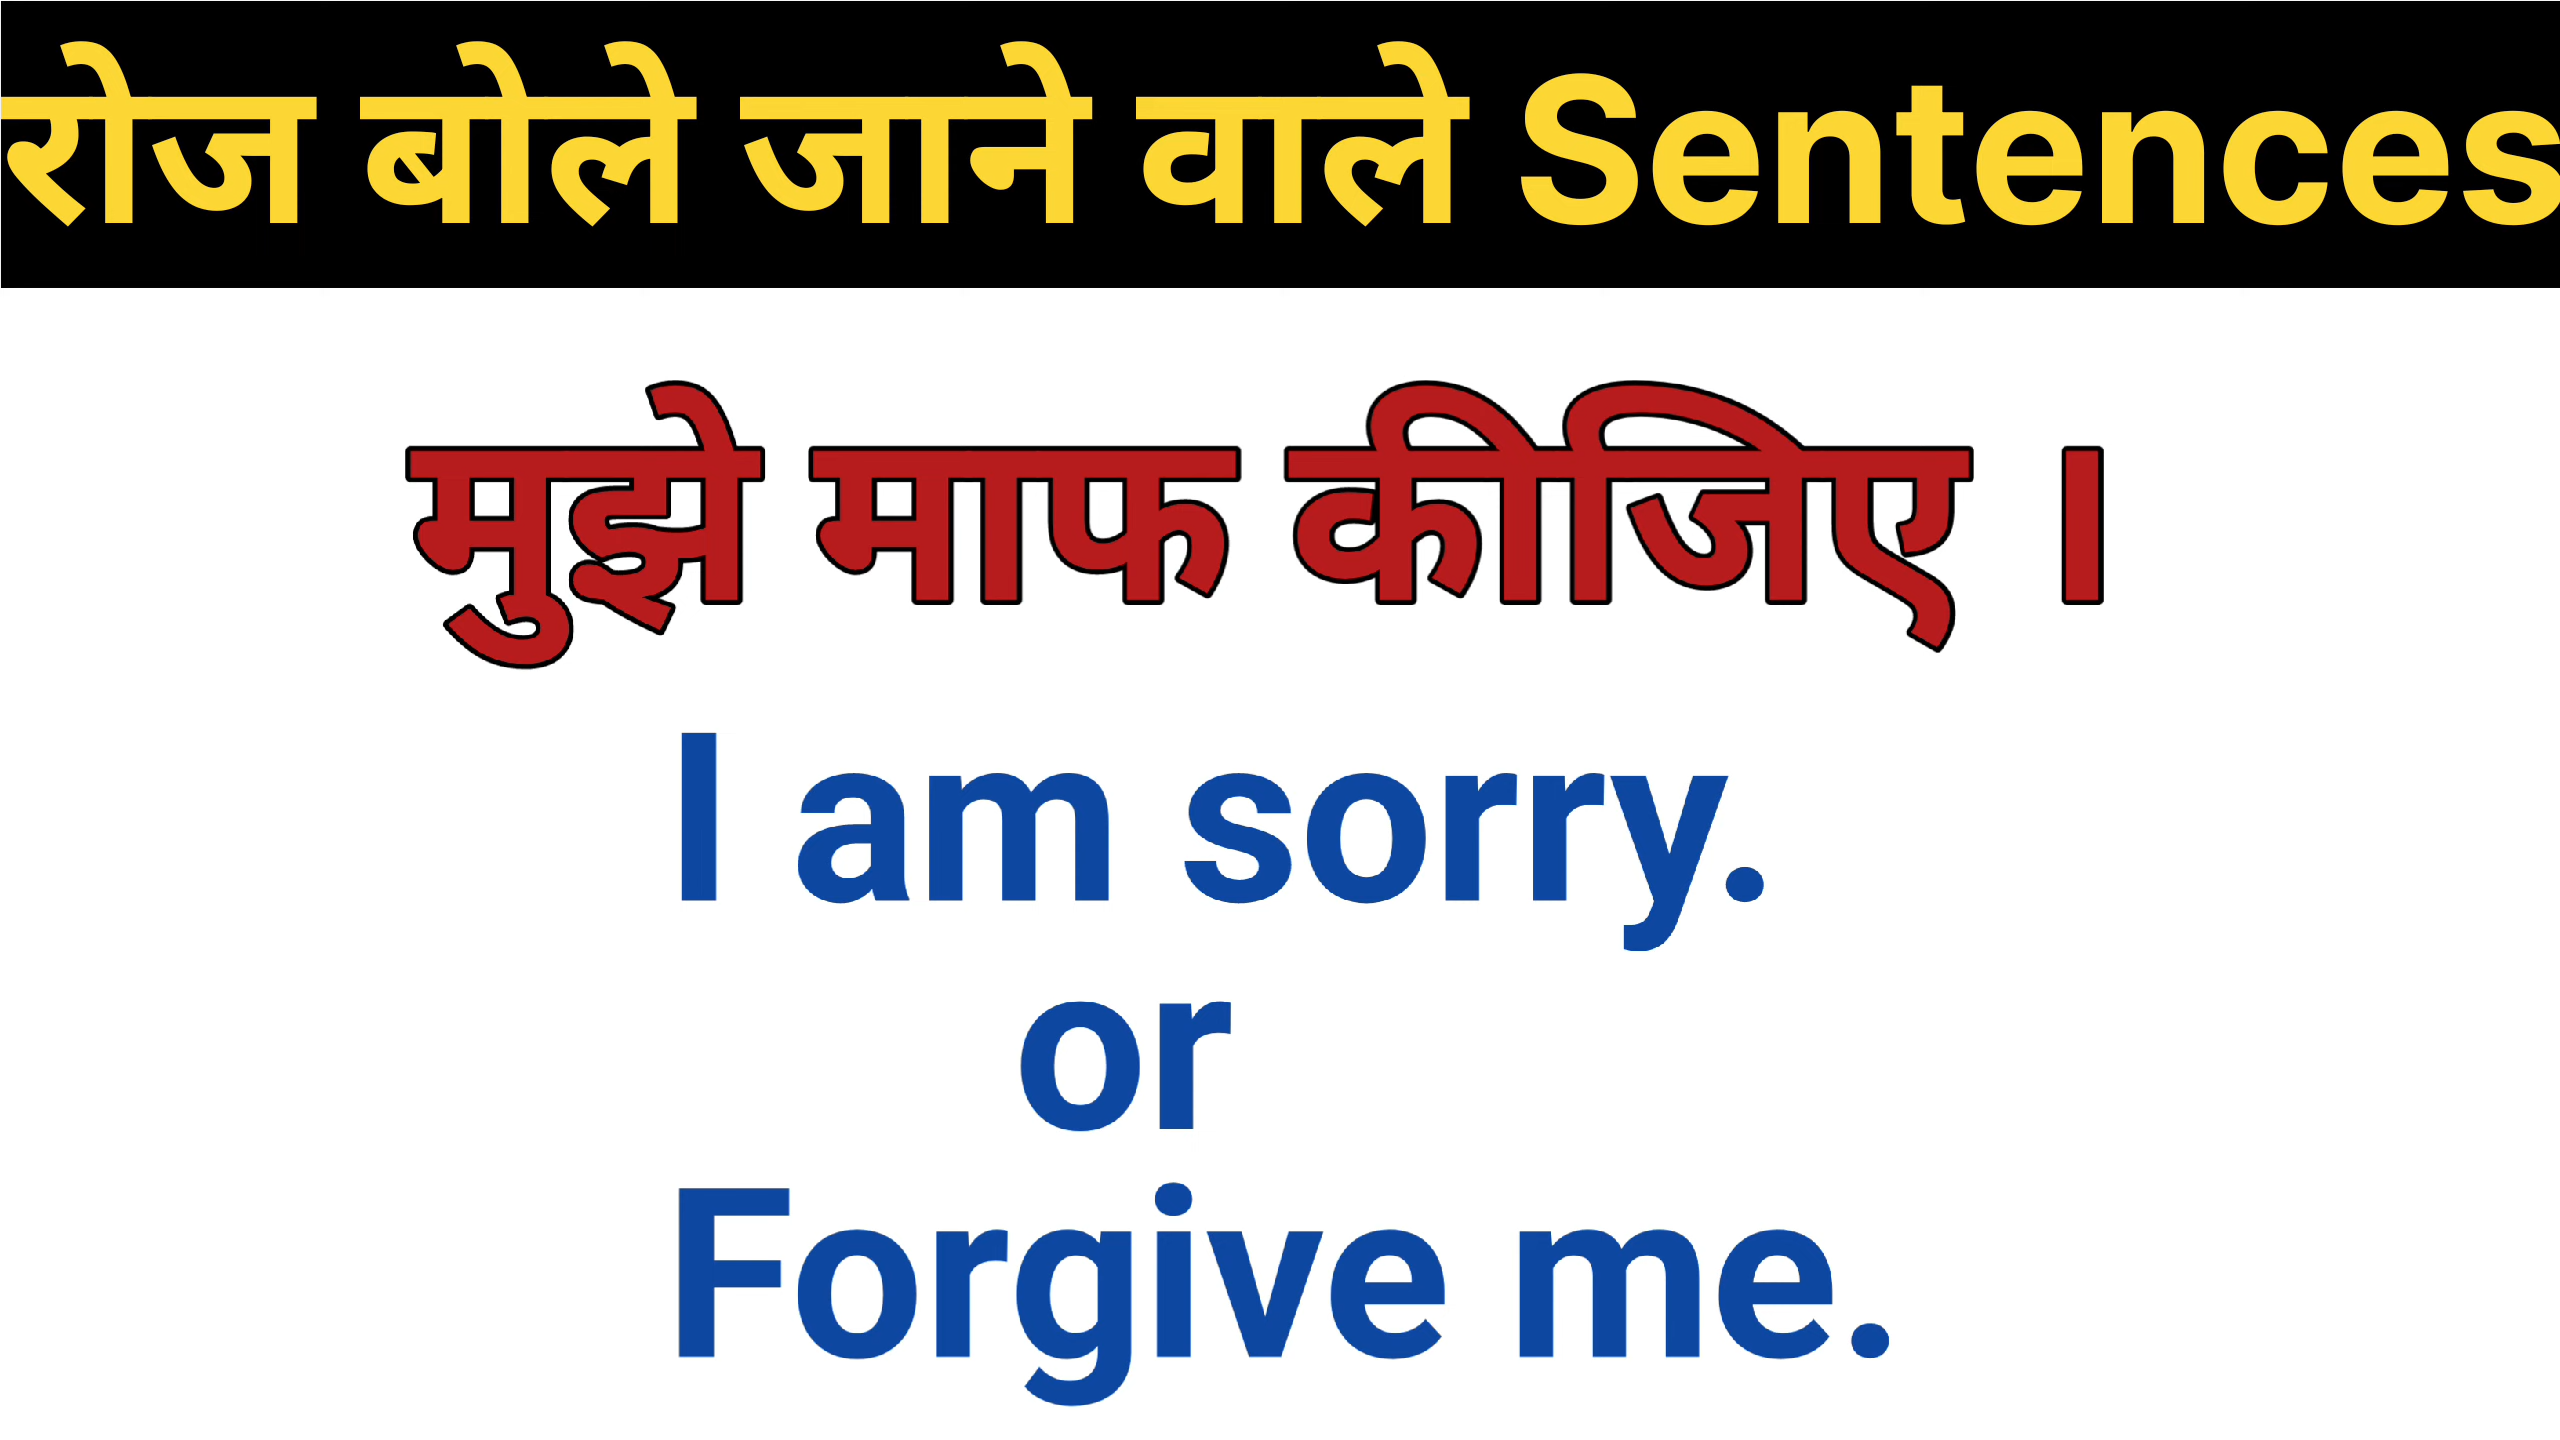 रोज बोले जाने वाले Sentences
मुझे माफ कीजिए ।
I am sorry.
or
Forgive me.